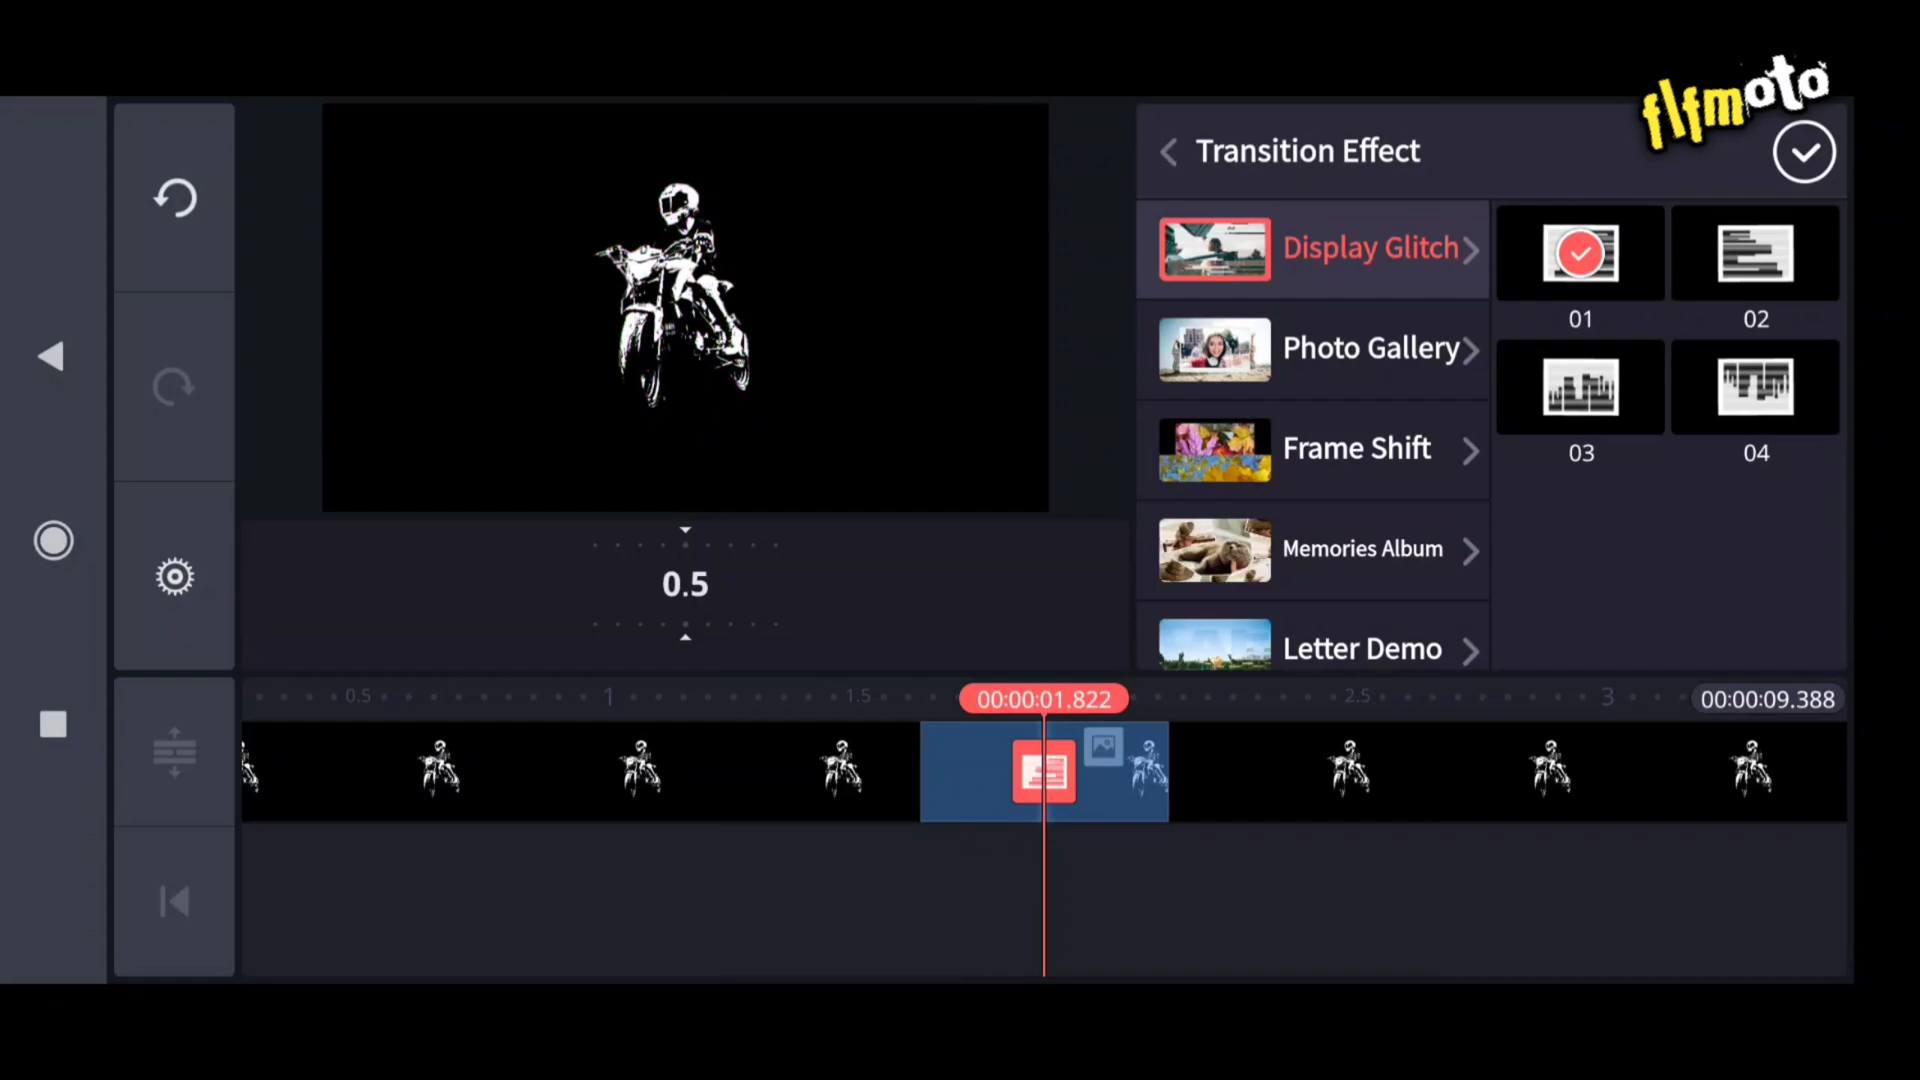 flfmoto
Transition Effect
Display Glitch
Photo Gallery
Frame Shift
Memories Album
Letter Demo
01
02
03
04
0.5
0.5
1
1.5
00:00:01.822
2.5
3
00:00:09.388